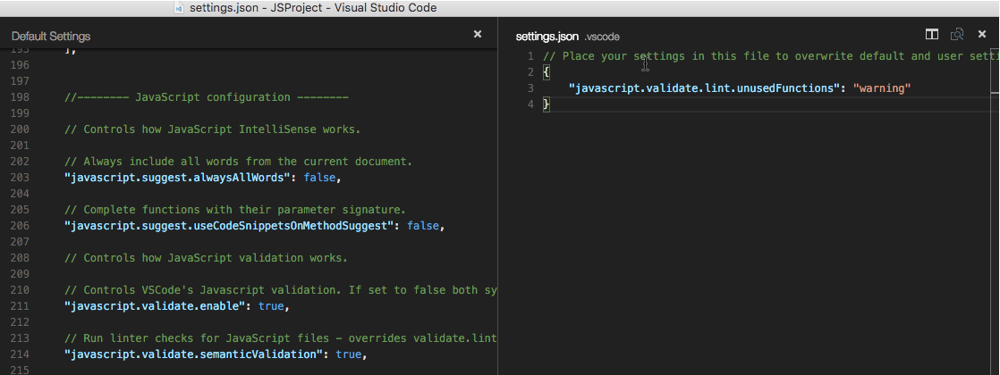 settings.json - JSProject - Visual Studio Code
Default Settings
195 ],
196
197
198 //-------- JavaScript configuration --------
199
200 // Controls how JavaScript IntelliSense works.
201
202 // Always include all words from the current document.
203 "javascript.suggest.alwaysAllWords": false,
204
205 // Complete functions with their parameter signature.
206 "javascript.suggest.useCodeSnippetsOnMethodSuggest": false,
207
208 // Controls how JavaScript validation works.
209
210 // Controls VSCode's Javascript validation. If set to false both sy
211 "javascript.validate.enable": true,
212
213 // Run linter checks for JavaScript files - overrides validate.lint
214 "javascript.validate.semanticValidation": true,
215
settings.json .vscode
1 // Place your settings in this file to overwrite default and user setti
2 {
3 "javascript.validate.lint.unusedFunctions": "warning"
4 }